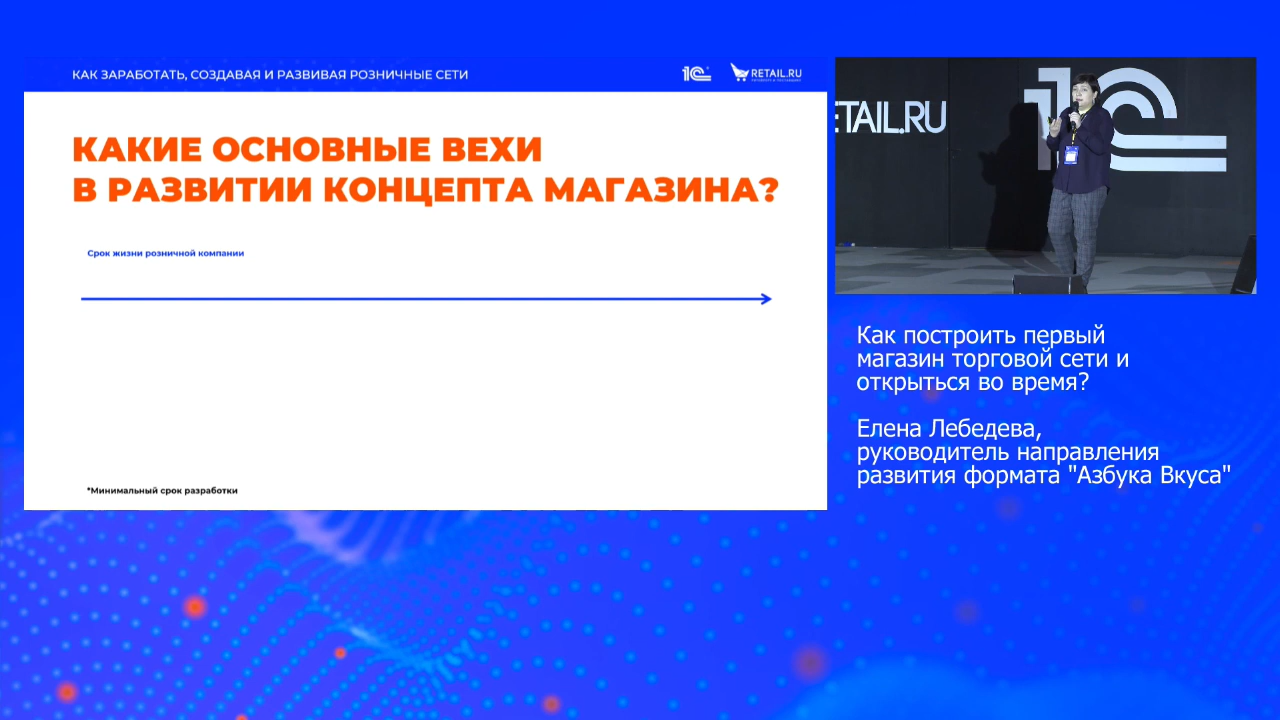 КАК ЗАРАБОТАТЬ, СОЗДАВАЯ И РАЗВИВАЯ РОЗНИЧНЫЕ СЕТИ
1С
RETAIL.RU
КАКИЕ ОСНОВНЫЕ ВЕХИ
В РАЗВИТИИ КОНЦЕПТА МАГАЗИНА?
Срок жизни розничной компании
*Минимальный срок разработки
ETAIL.RU
1С
Как построить первый
магазин торговой сети и
открыться во время?
Елена Лебедева,
руководитель направления
развития формата "Азбука Вкуса"